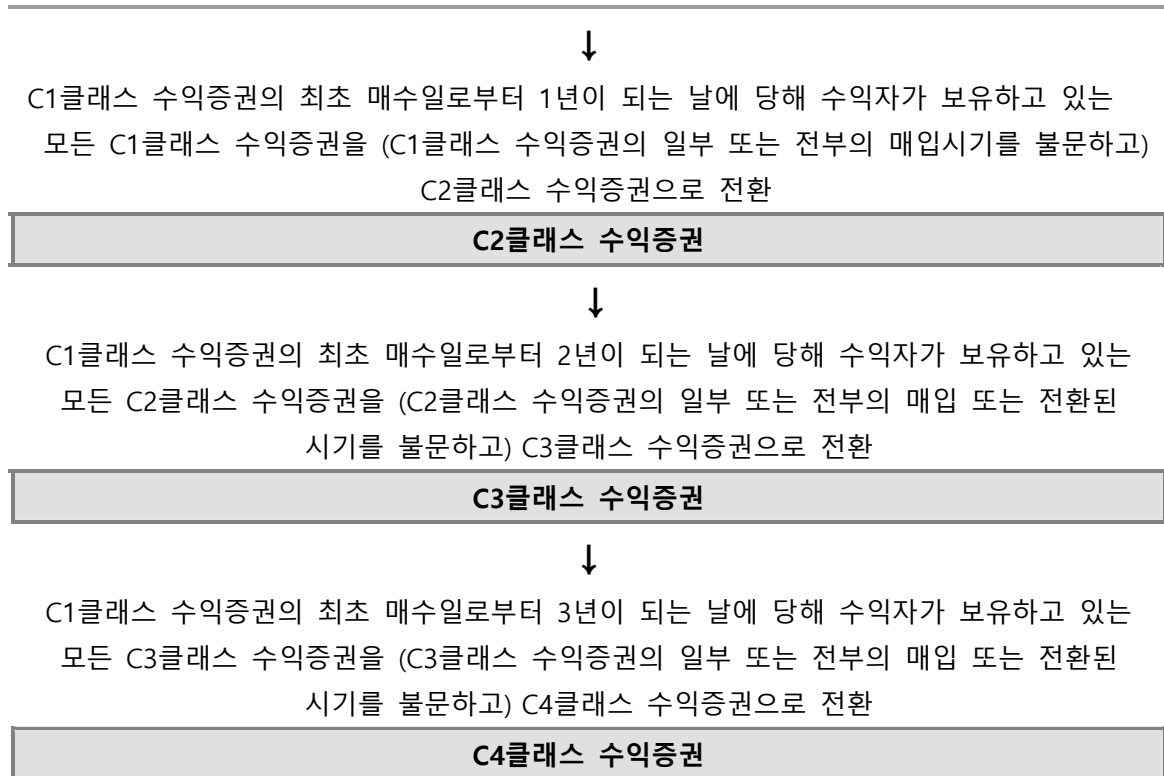 ↓
C1클래스 수익증권의 최초 매수일로부터 1년이 되는 날에 당해 수익자가 보유하고 있는
모든 C1클래스 수익증권을 (C1클래스 수익증권의 일부 또는 전부의 매입시기를 불문하고)
C2클래스 수익증권으로 전환
C2클래스 수익증권
↓
C1클래스 수익증권의 최초 매수일로부터 2년이 되는 날에 당해 수익자가 보유하고 있는
모든 C2클래스 수익증권을 (C2클래스 수익증권의 일부 또는 전부의 매입 또는 전환된
시기를 불문하고) C3클래스 수익증권으로 전환
C3클래스 수익증권
↓
C1클래스 수익증권의 최초 매수일로부터 3년이 되는 날에 당해 수익자가 보유하고 있는
모든 C3클래스 수익증권을 (C3클래스 수익증권의 일부 또는 전부의 매입 또는 전환된
시기를 불문하고) C4클래스 수익증권으로 전환
C4클래스 수익증권